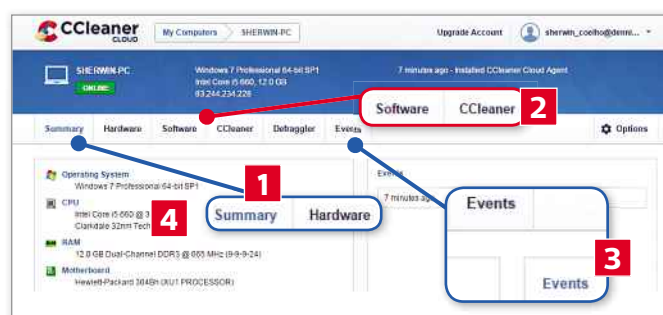 CCleaner
CLOUD
My Computers
SHERWIN-PC
Upgrade Account
SHERWIN-PC
ONLINE
Windows 7 Professional 64-bit SP1
Intel Core i5 660, 12.0 GB
83.244.234.228
7 minutes ago - Installed CCleaner Cloud Agent
Software CCleaner
2
Summary Hardware Software CCleaner Defraggler Events
Options
Operating System
Windows 7 Professional 64-bit SP1
CPU
Intel Core i5 660 @ 3
Clarkdale 32nm Tech
RAM
12.0 GB Dual-Channel DDR3 @ 665 MHz (9-9-9-24)
Motherboard
Hewlett-Packard 304Bh (XU1 PROCESSOR)
1
4
Summary Hardware
Events
7 minutes ago
Events
3
Events